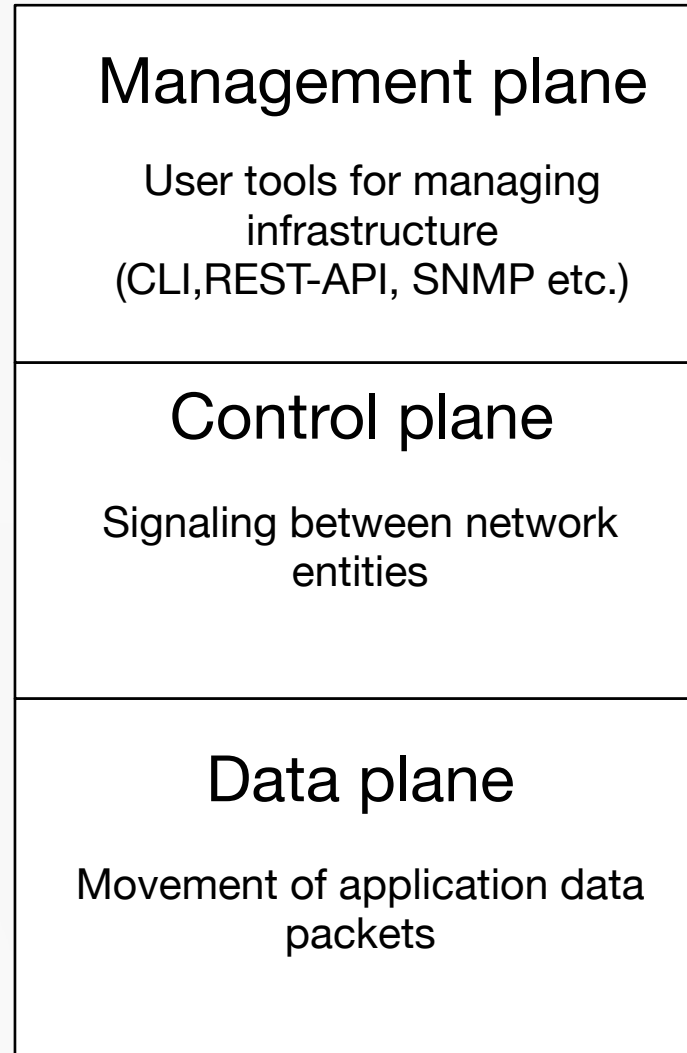 Management plane
User tools for managing
infrastructure
(CLI,REST-API, SNMP etc.)
Control plane
Signaling between network
entities
Data plane
Movement of application data
packets